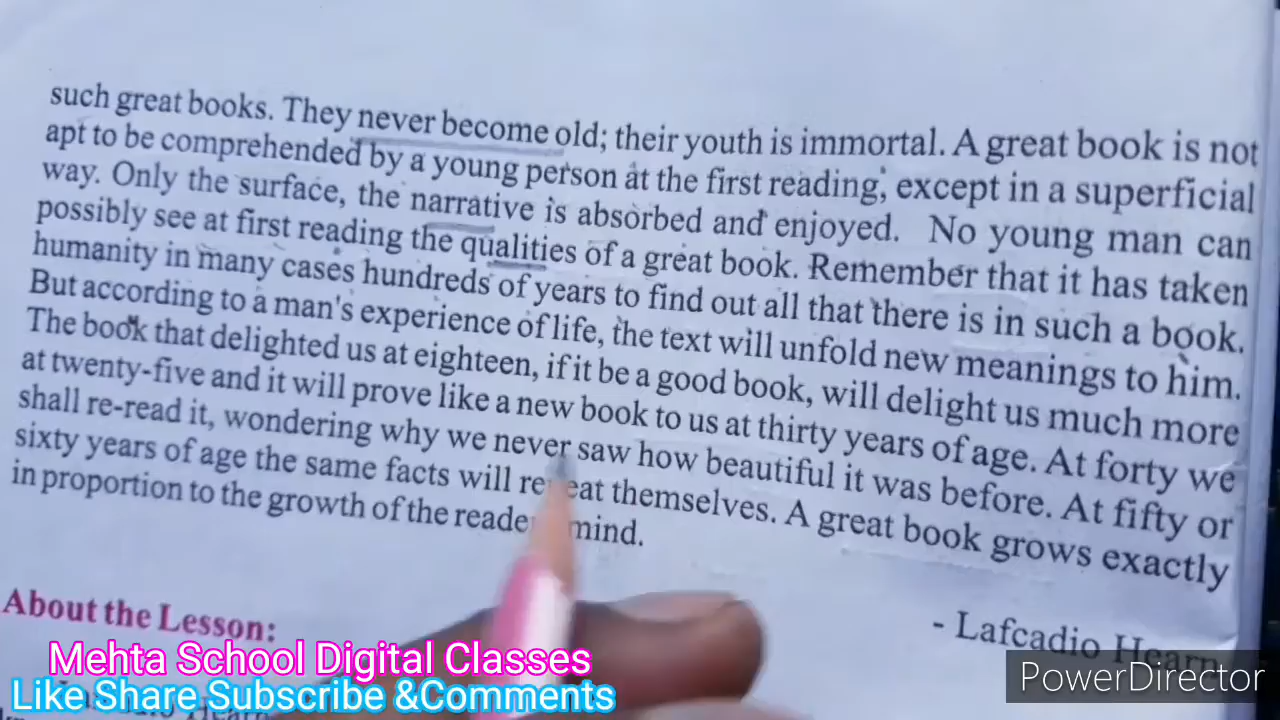 such great books. They never become old; their youth is immortal. A great book is not
apt to be comprehended by a young person at the first reading, except in a superficial
way. Only the surface, the narrative is absorbed and enjoyed. No young man can
possibly see at first reading the qualities of a great book. Remember that it has taken
humanity in many cases hundreds of years to find out all that there is in such a book.
But according to a man's experience of life, the text will unfold new meanings to him.
The book that delighted us at eighteen, if it be a good book, will delight us much more
at twenty-five and it will prove like a new book to us at thirty years of age. At forty we
shall re-read it, wondering why we never saw how beautiful it was before. At fifty or
sixty years of age the same facts will repeat themselves. A great book grows exactly
in proportion to the growth of the reade mind.
- Lafcadio Hearn
About the Lesson:
Mehta School Digital Classes
Like Share Subscribe &Comments
PowerDirector